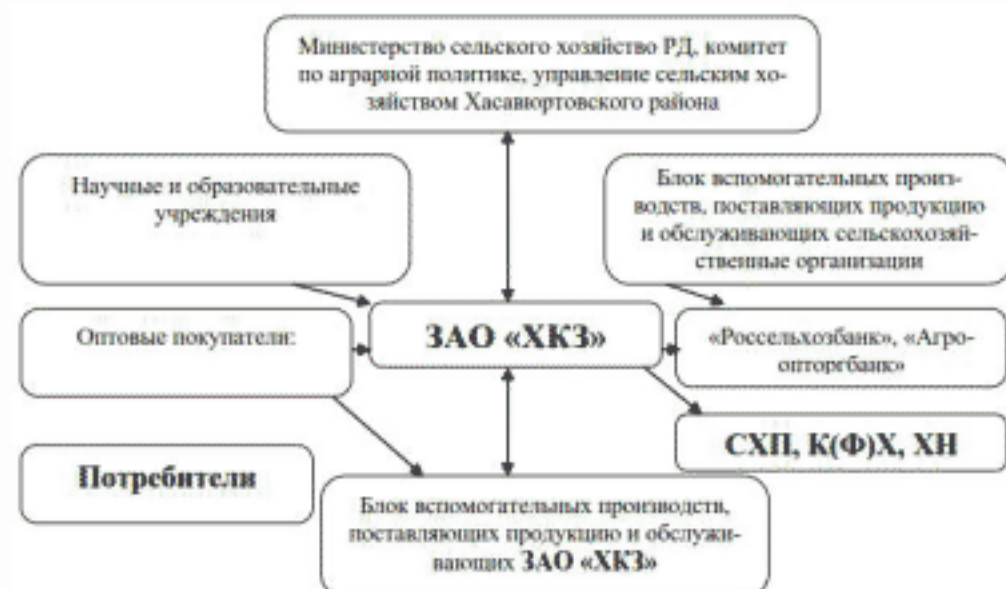 Министерство сельского хозяйство РД, комитет
по аграрной политике, управление сельским хо-
зяйством Хасавюртовского района
Научные и образовательные
учреждения
Блок вспомогательных произ-
водств, поставляющих продукцию
и обслуживающих сельскохозяй-
ственные организации
Оптовые покупатели:
ЗАО «ХКЗ»
«Россельхозбанк», «Агро-
опторгбанк»
СХП, К(Ф)Х, ХН
Потребители
Блок вспомогательных производств,
поставляющих продукцию и обслужи-
вающих ЗАО «ХКЗ»